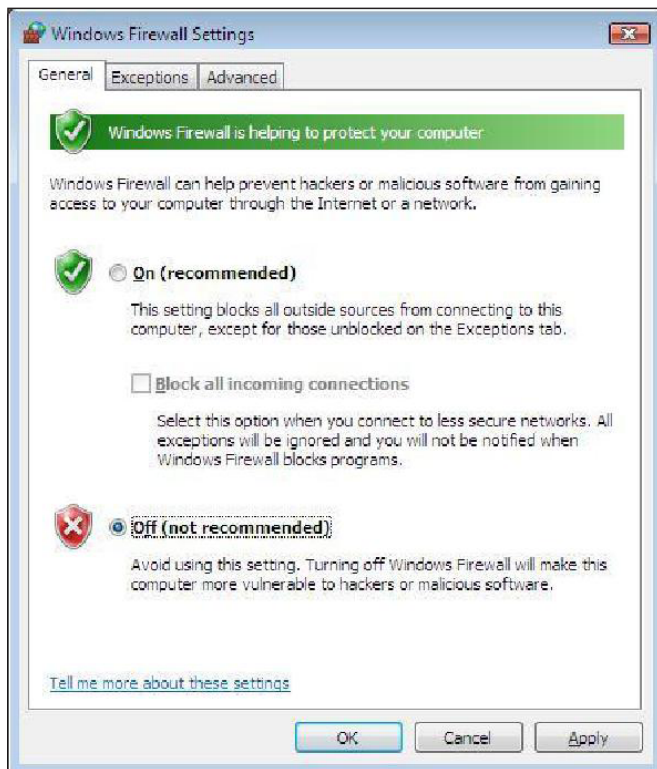 Windows Firewall Settings
General Exceptions Advanced
Windows Firewall is helping to protect your computer
Windows Firewall can help prevent hackers or malicious software from gaining
access to your computer through the Internet or a network.
On (recommended)
This setting blocks all outside sources from connecting to this
computer, except for those unblocked on the Exceptions tab.
Block all incoming connections
Select this option when you connect to less secure networks. All
exceptions will be ignored and you will not be notified when
Windows Firewall blocks programs.
Off (not recommended)
Avoid using this setting. Turning off Windows Firewall will make this
computer more vulnerable to hackers or malicious software.
Tell me more about these settings
OK Cancel Apply